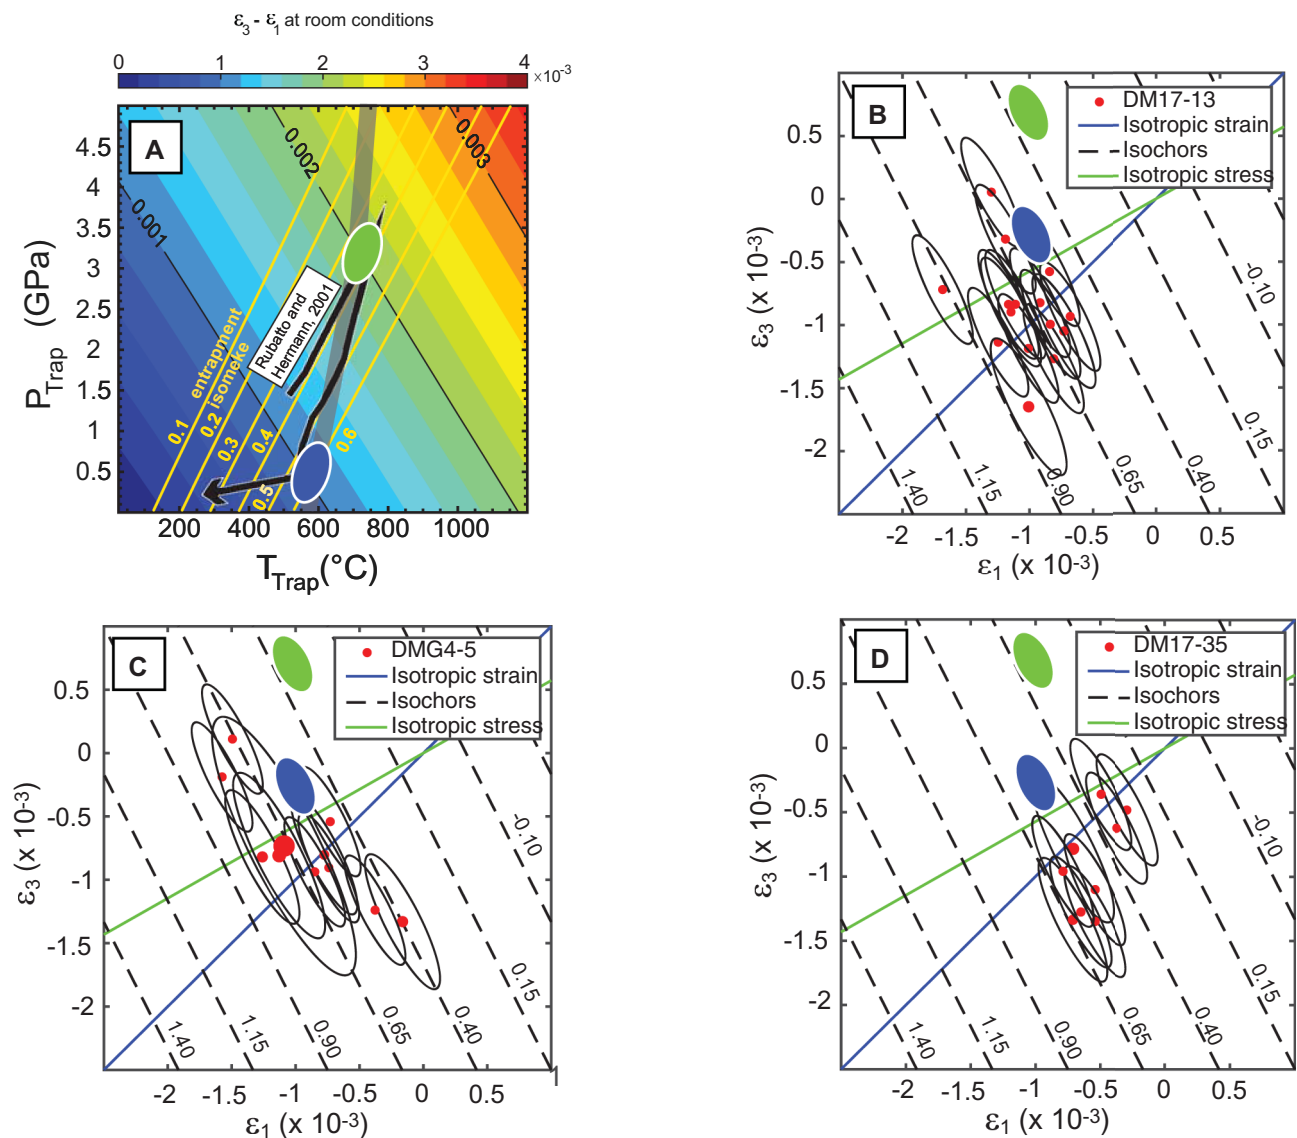 ε3 - ε1 at room conditions
0 1 2 3 4
×10-3
A
4.5
4
3.5
3
2.5
2
1.5
1
0.5
PTrap (GPa)
0.001
0.002
0.003
Rubatto and
Hermann, 2001
entrapment
isomeke
0.1
0.2
0.3
0.4
0.5
0.6
200 400 600 800 1000
TTrap(°C)
B
DM17-13
Isotropic strain
Isochors
Isotropic stress
0.5
0
-0.5
-1
-1.5
-2
ε3 (x 10-3)
-0.10
0.15
0.40
0.65
0.90
1.15
1.40
-2 -1.5 -1 -0.5 0 0.5
ε1 (x 10-3)
C
DMG4-5
Isotropic strain
Isochors
Isotropic stress
0.5
0
-0.5
-1
-1.5
-2
ε3 (x 10-3)
-0.10
0.15
0.40
0.65
0.90
1.15
1.40
-2 -1.5 -1 -0.5 0 0.5
ε1 (x 10-3)
D
DM17-35
Isotropic strain
Isochors
Isotropic stress
0.5
0
-0.5
-1
-1.5
-2
ε3 (x 10-3)
-0.10
0.15
0.40
0.65
0.90
1.15
1.40
-2 -1.5 -1 -0.5 0 0.5
ε1 (x 10-3)